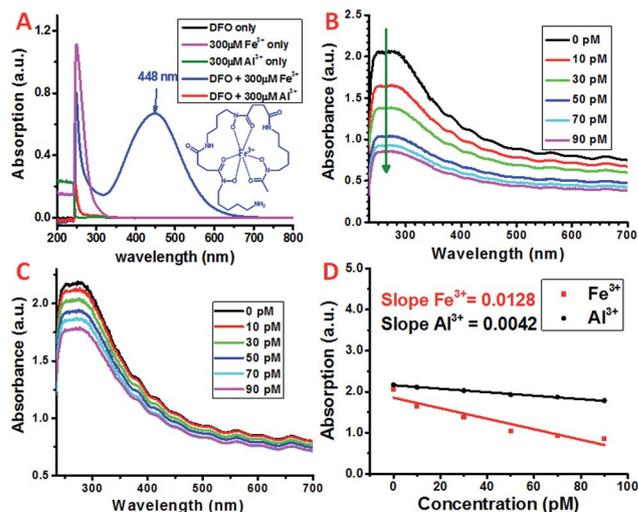 A
Absorption (a.u.)
1.2
0.8
0.4
0.0
200 300 400 500 600 700 800
wavelength (nm)
DFO only
300μM Fe³⁺ only
300μM Al³⁺ only
DFO + 300μM Fe³⁺
DFO + 300μM Al³⁺
448 nm
Fe³⁺
NH₂
B
Absorbance (a.u.)
2.5
2.0
1.5
1.0
0.5
0.0
300 400 500 600 700
Wavelength (nm)
0 pM
10 pM
30 pM
50 pM
70 pM
90 pM
C
Absorbance (a.u.)
2.0
1.5
1.0
0.5
300 400 500 600 700
Wavelength (nm)
0 pM
10 pM
30 pM
50 pM
70 pM
90 pM
D
Absorption (a.u.)
5.0
4.0
3.0
2.0
1.0
0.0
0 20 40 60 80 100
Concentration (pM)
Slope Fe³⁺= 0.0128
Slope Al³⁺ = 0.0042
Fe³⁺
Al³⁺